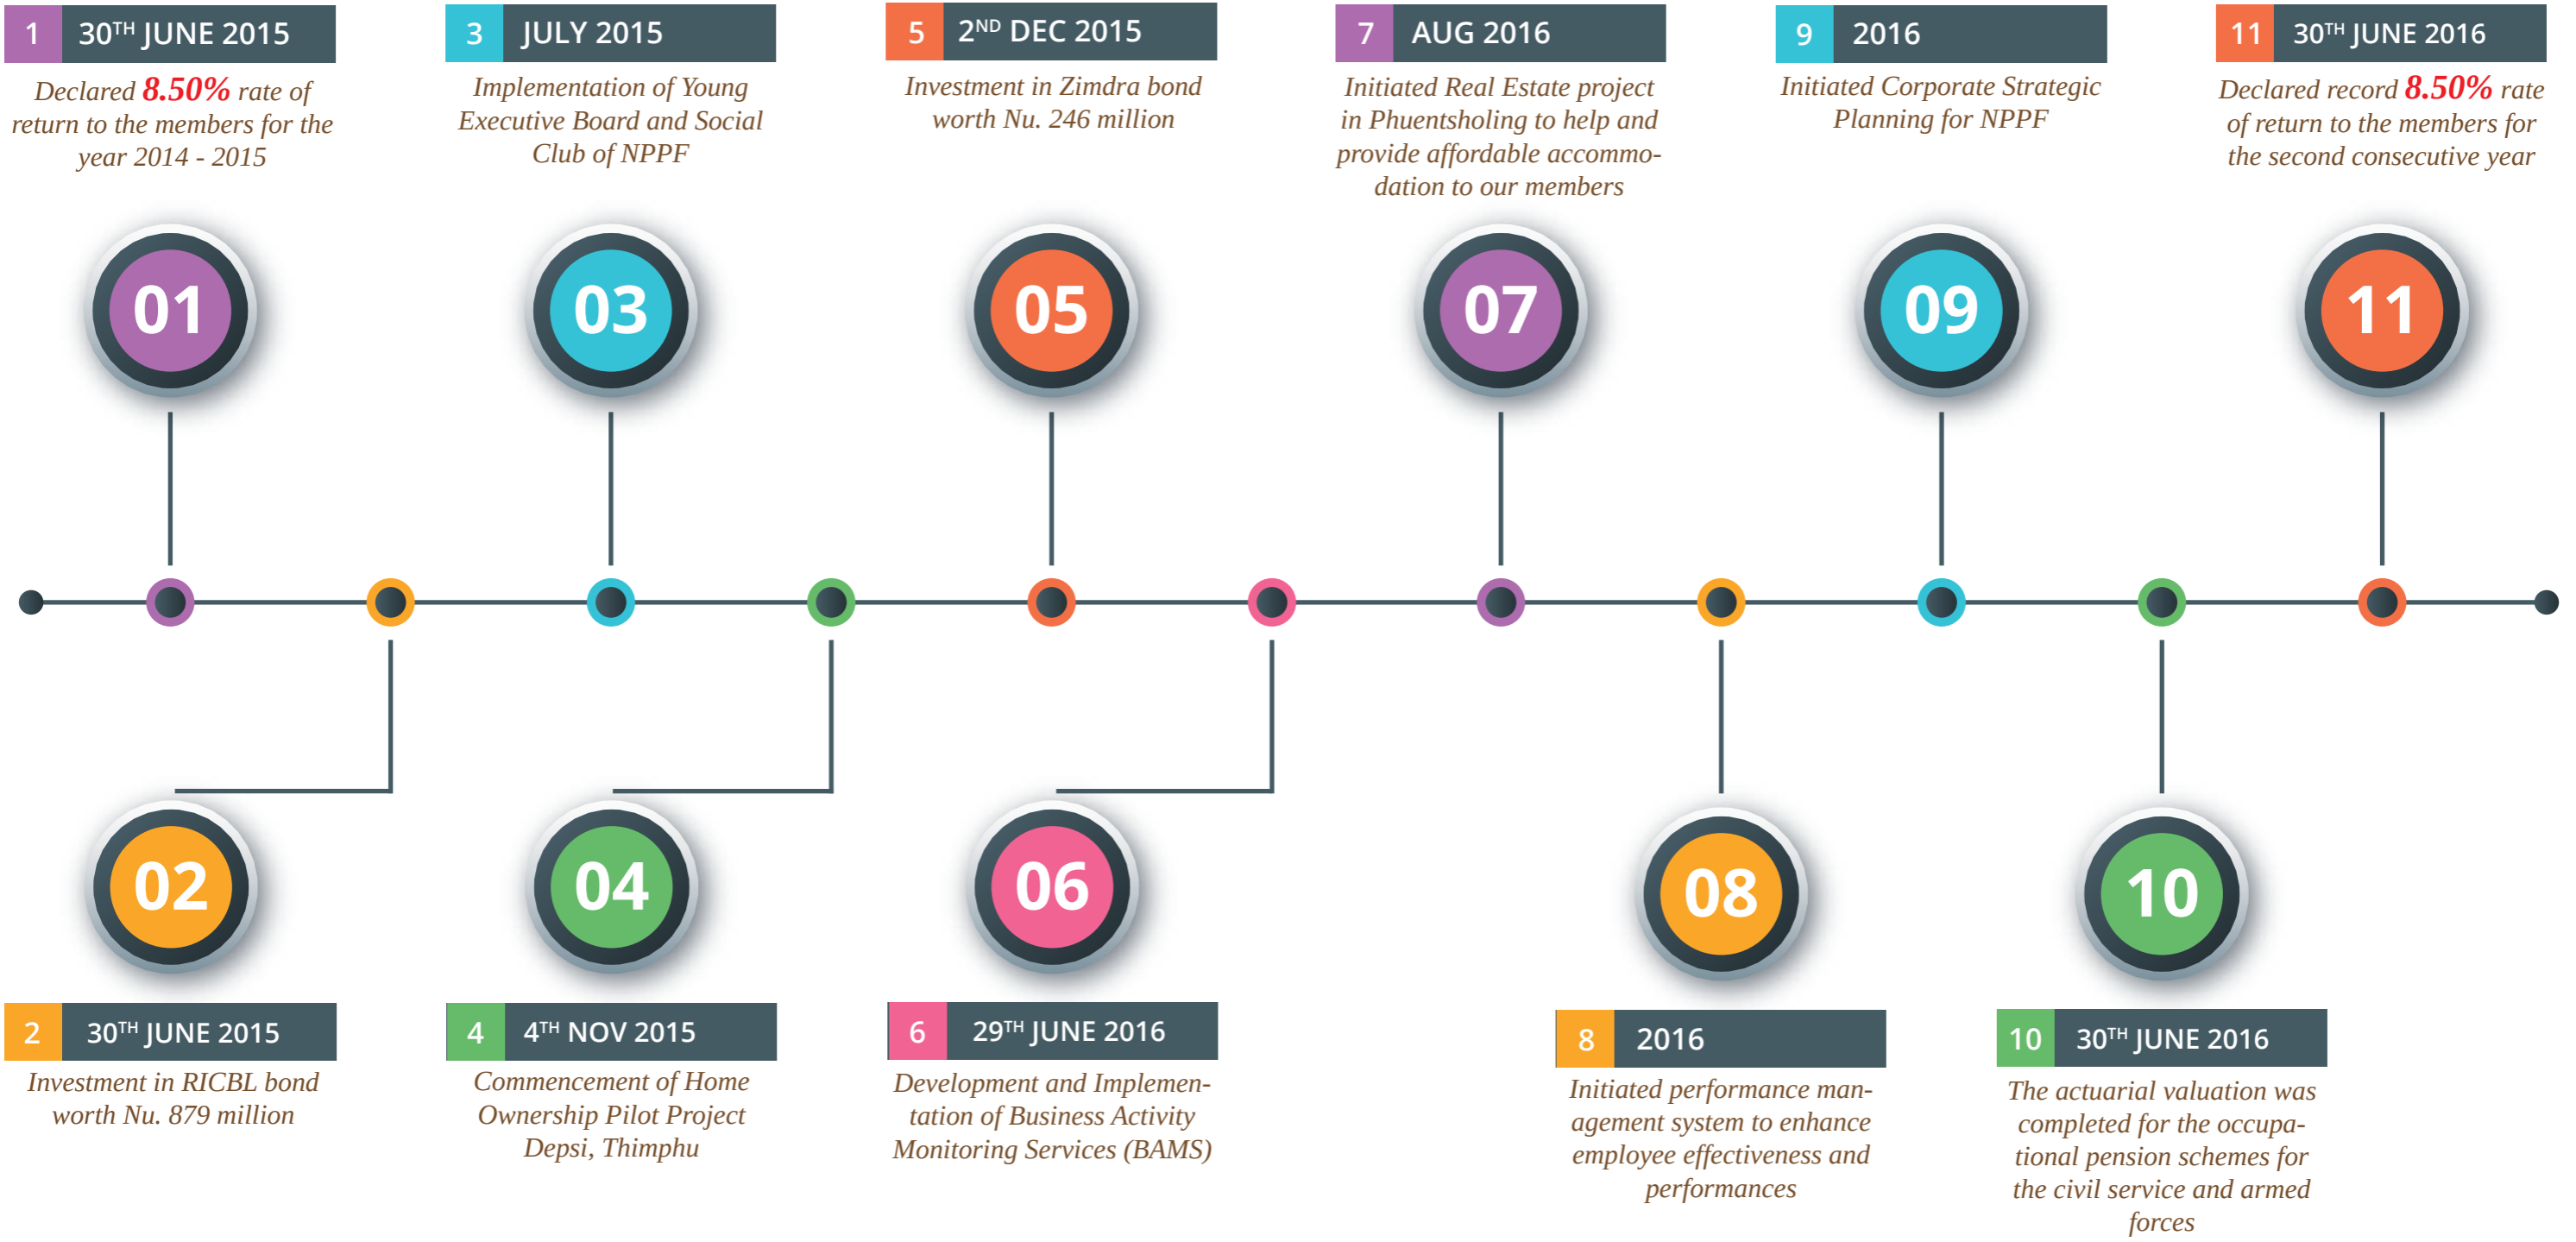 1 30TH JUNE 2015
Declared 8.50% rate of
return to the members for the
year 2014 - 2015
01
3 JULY 2015
Implementation of Young
Executive Board and Social
Club of NPPF
03
5 2ND DEC 2015
Investment in Zimdra bond
worth Nu. 246 million
05
7 AUG 2016
Initiated Real Estate project
in Phuentsholing to help and
provide affordable accommo-
dation to our members
07
9 2016
Initiated Corporate Strategic
Planning for NPPF
09
11 30TH JUNE 2016
Declared record 8.50% rate
of return to the members for
the second consecutive year
11
02
2 30TH JUNE 2015
Investment in RICBL bond
worth Nu. 879 million
04
4 4TH NOV 2015
Commencement of Home
Ownership Pilot Project
Depsi, Thimphu
06
6 29TH JUNE 2016
Development and Implemen-
tation of Business Activity
Monitoring Services (BAMS)
08
8 2016
Initiated performance man-
agement system to enhance
employee effectiveness and
performances
10
10 30TH JUNE 2016
The actuarial valuation was
completed for the occupa-
tional pension schemes for
the civil service and armed
forces